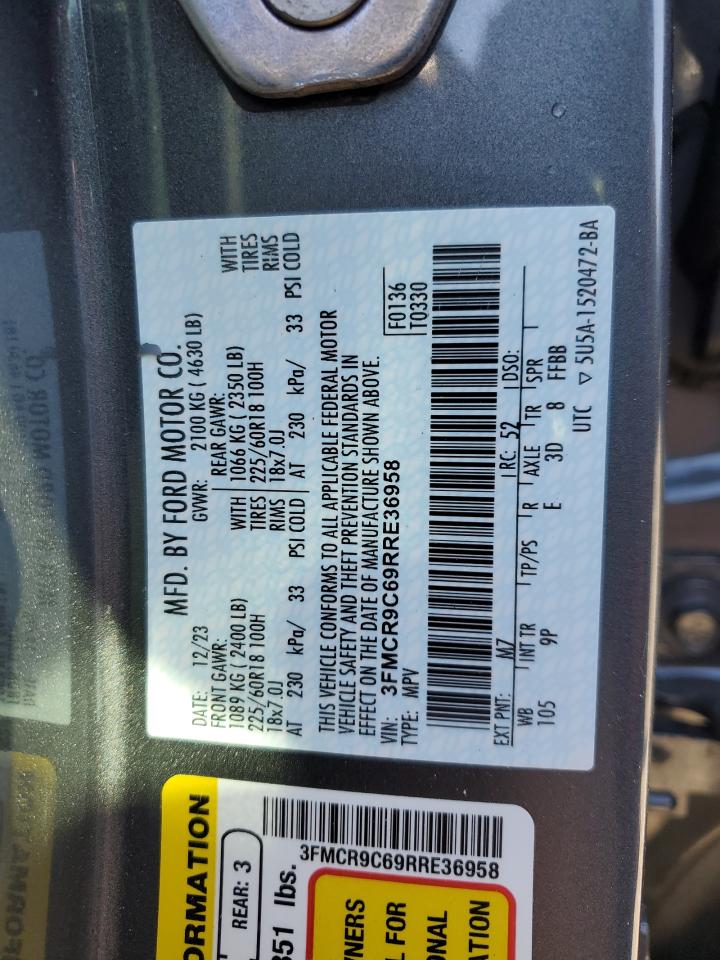 MFD. BY FORD MOTOR CO.
DATE: 12/23 GVWR: 2100 KG ( 4630 LB)
FRONT GAWR: REAR GAWR:
1089 KG ( 2400 LB) WITH 1066 KG ( 2350 LB) WITH
225/60R18 100H TIRES 225/60R18 100H TIRES
18x7.0J RIMS 18x7.0J RIMS
AT 230 kPa/ 33 PSI COLD AT 230 kPa/ 33 PSI COLD
THIS VEHICLE CONFORMS TO ALL APPLICABLE FEDERAL MOTOR
VEHICLE SAFETY AND THEFT PREVENTION STANDARDS IN
EFFECT ON THE DATE OF MANUFACTURE SHOWN ABOVE.
VIN: 3FMCR9C69RRE36958 F0136
TYPE: MPV T0330
EXT PNT: M7 RC: 52 DSO:
WB INT TR TP/PS R AXLE TR SPR
105 9P E 3D 8 FFBB
UTC ▽ 5U5A-1520472-BA
ORMATION
REAR: 3
351 lbs.
3FMCR9C69RRE36958
WNERS
L FOR
ONAL
ATION